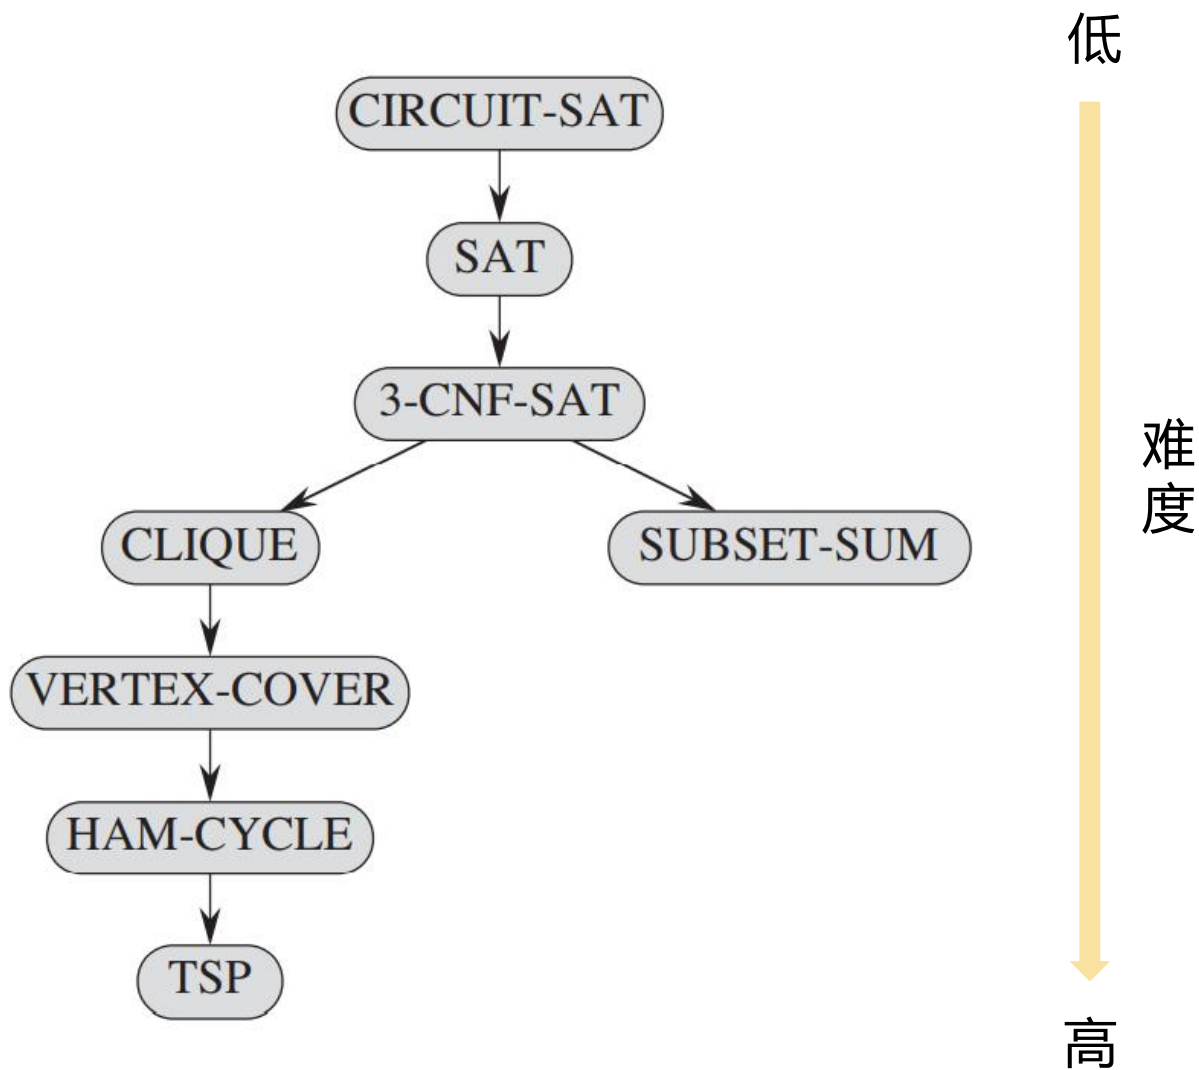 低
CIRCUIT-SAT
SAT
3-CNF-SAT
难
度
CLIQUE
SUBSET-SUM
VERTEX-COVER
HAM-CYCLE
TSP
高